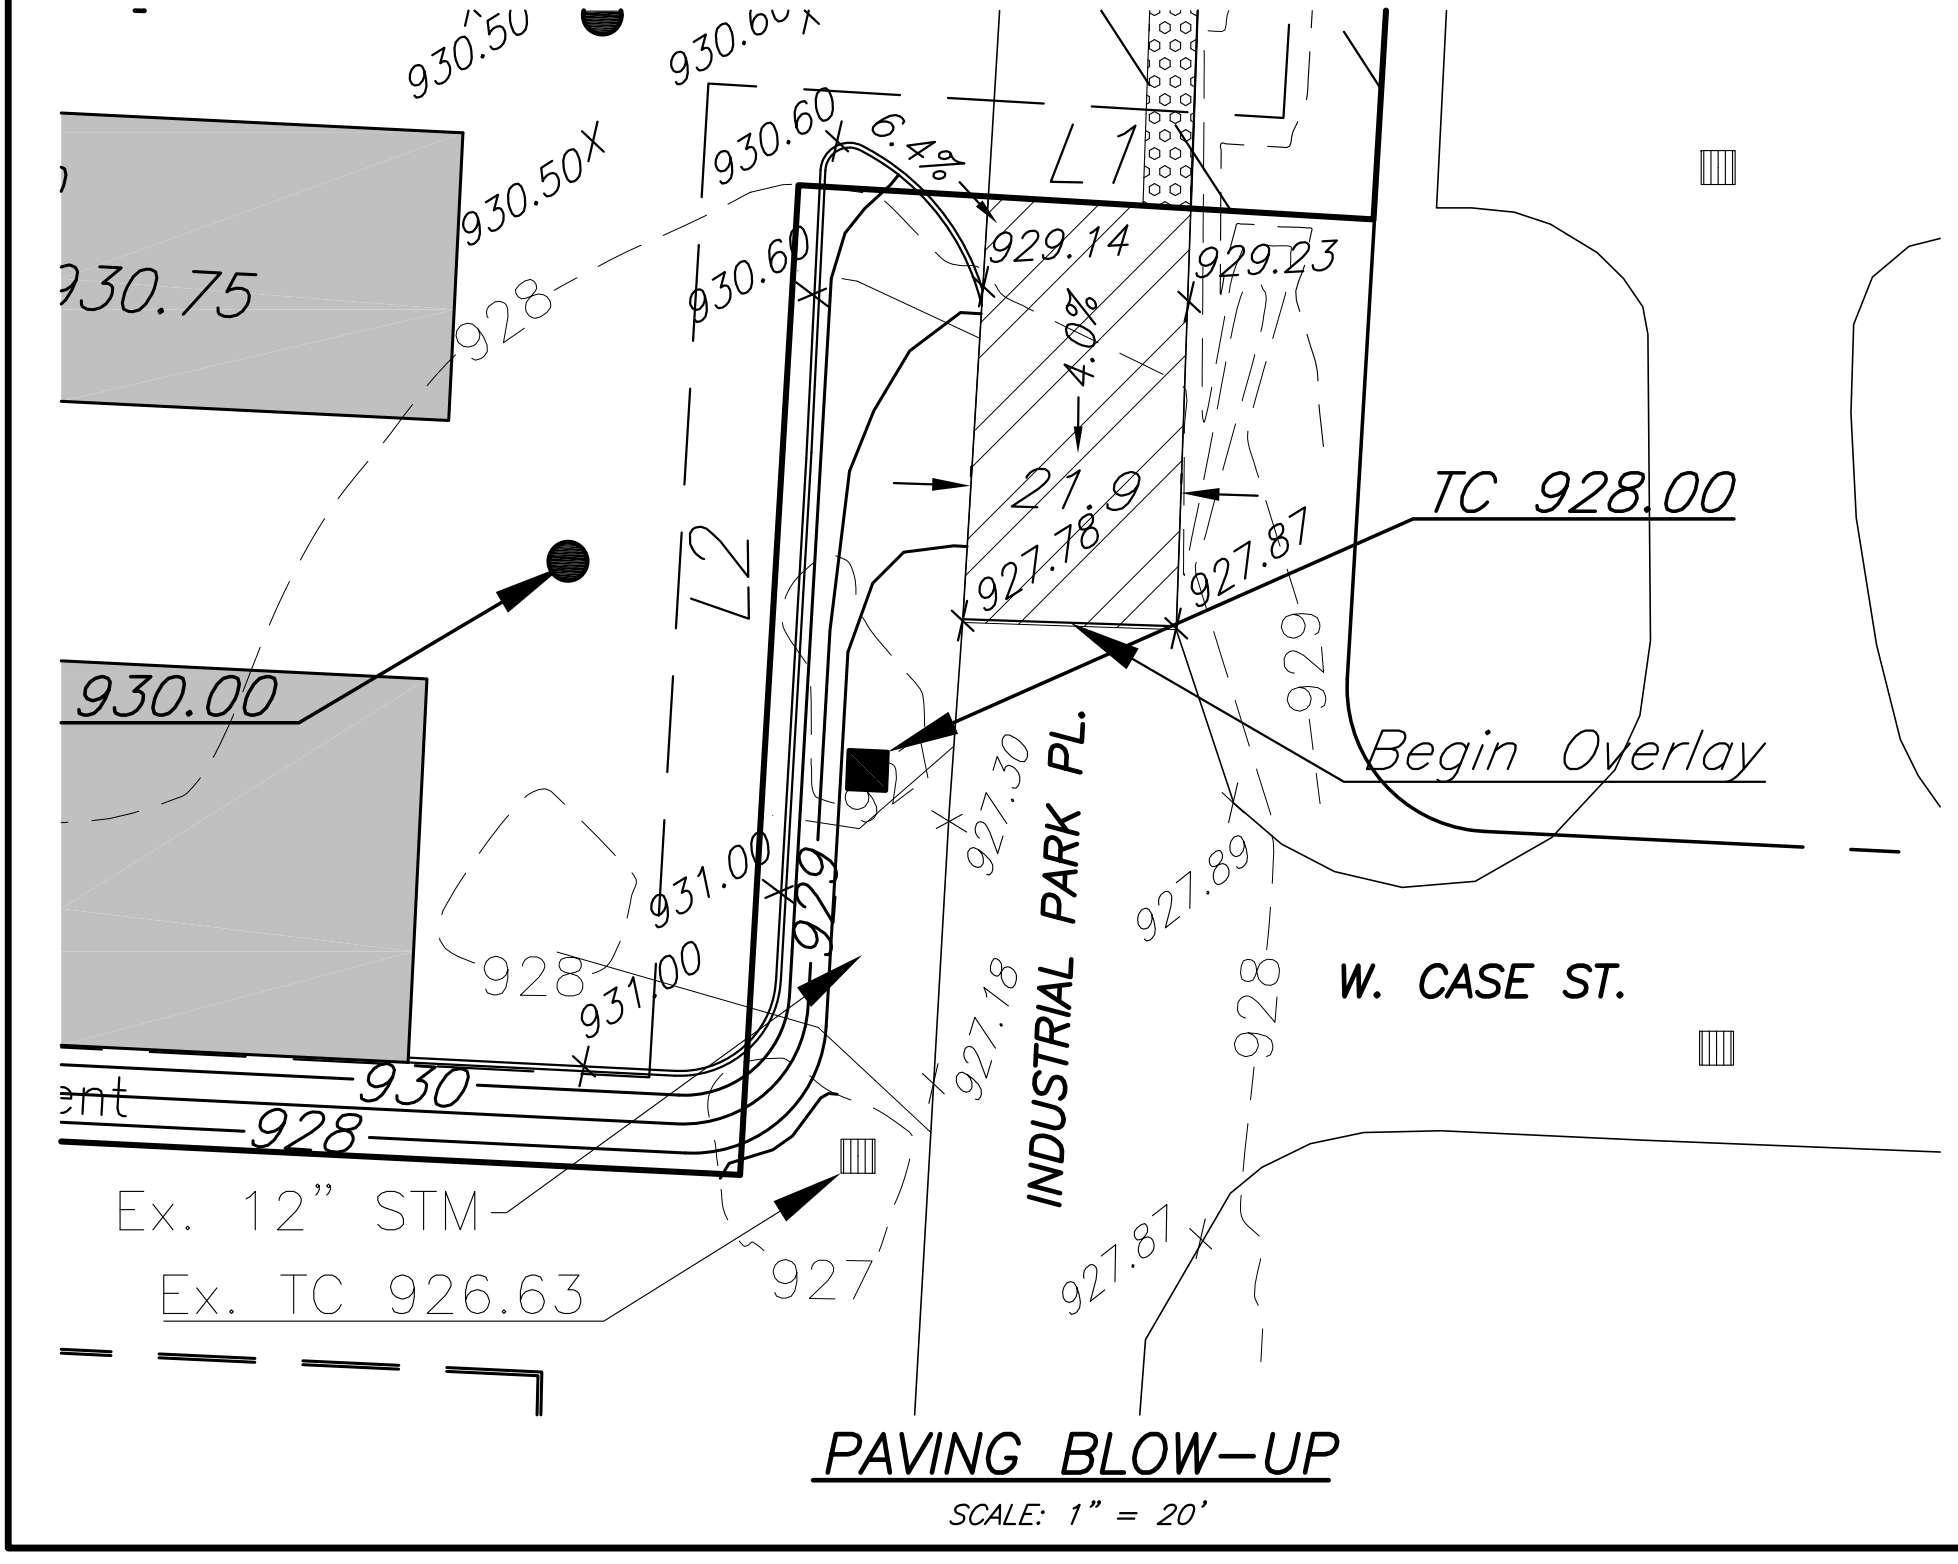 930.50
930.60
930.60
6.4%
L1
930.50
930.75
928
930.60
929.14
929.23
4.0%
21.9
TC 928.00
927.78
927.87
L2
929
930.00
Begin Overlay
927.30
INDUSTRIAL PARK PL.
931.00
929
927.89
928
931.00
927.18
928
W. CASE ST.
930
ent
928
Ex. 12" STM
927.87
Ex. TC 926.63
927
PAVING BLOW-UP
SCALE: 1" = 20'